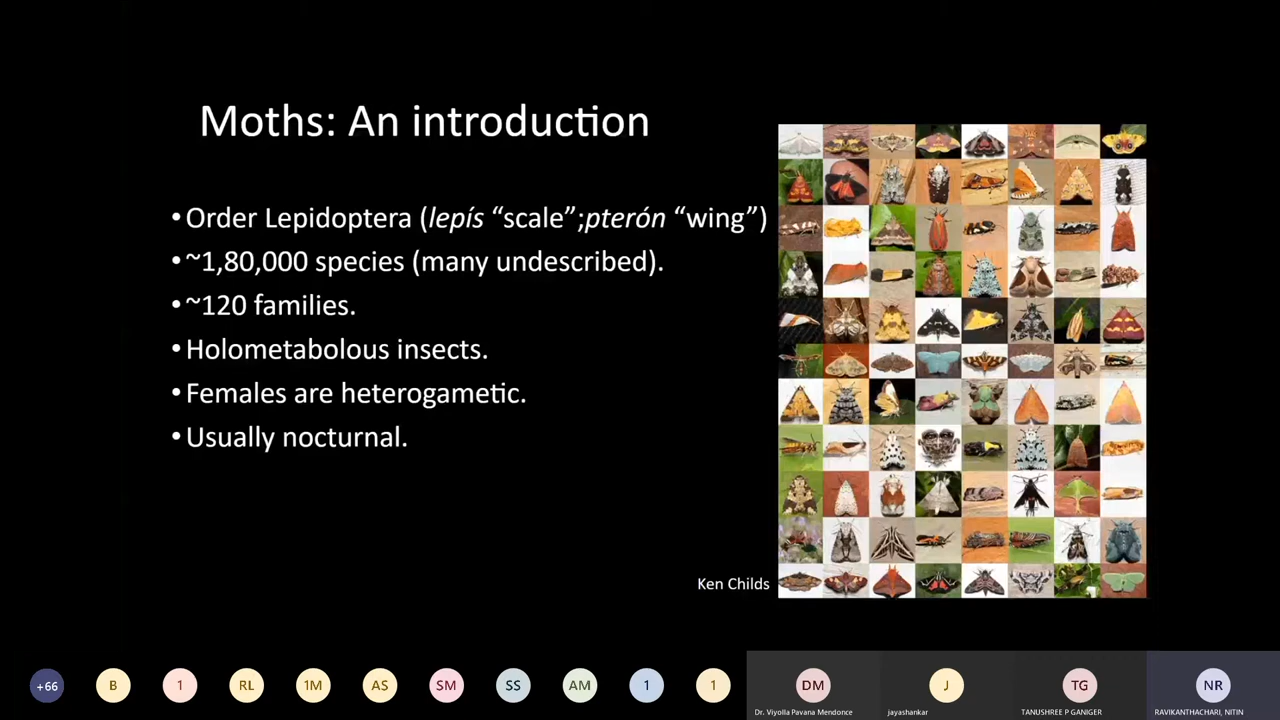 Moths: An introduction
•Order Lepidoptera (lepís “scale”;pterón “wing”)
•~1,80,000 species (many undescribed).
•~120 families.
•Holometabolous insects.
•Females are heterogametic.
•Usually nocturnal.
Ken Childs
+66 B 1 RL 1M AS SM SS AM 1 1 DM J TG NR
Dr. Viyolla Pavana Mendonce jayashankar TANUSHREE P GANIGER RAVIKANTHACHARI, NITIN